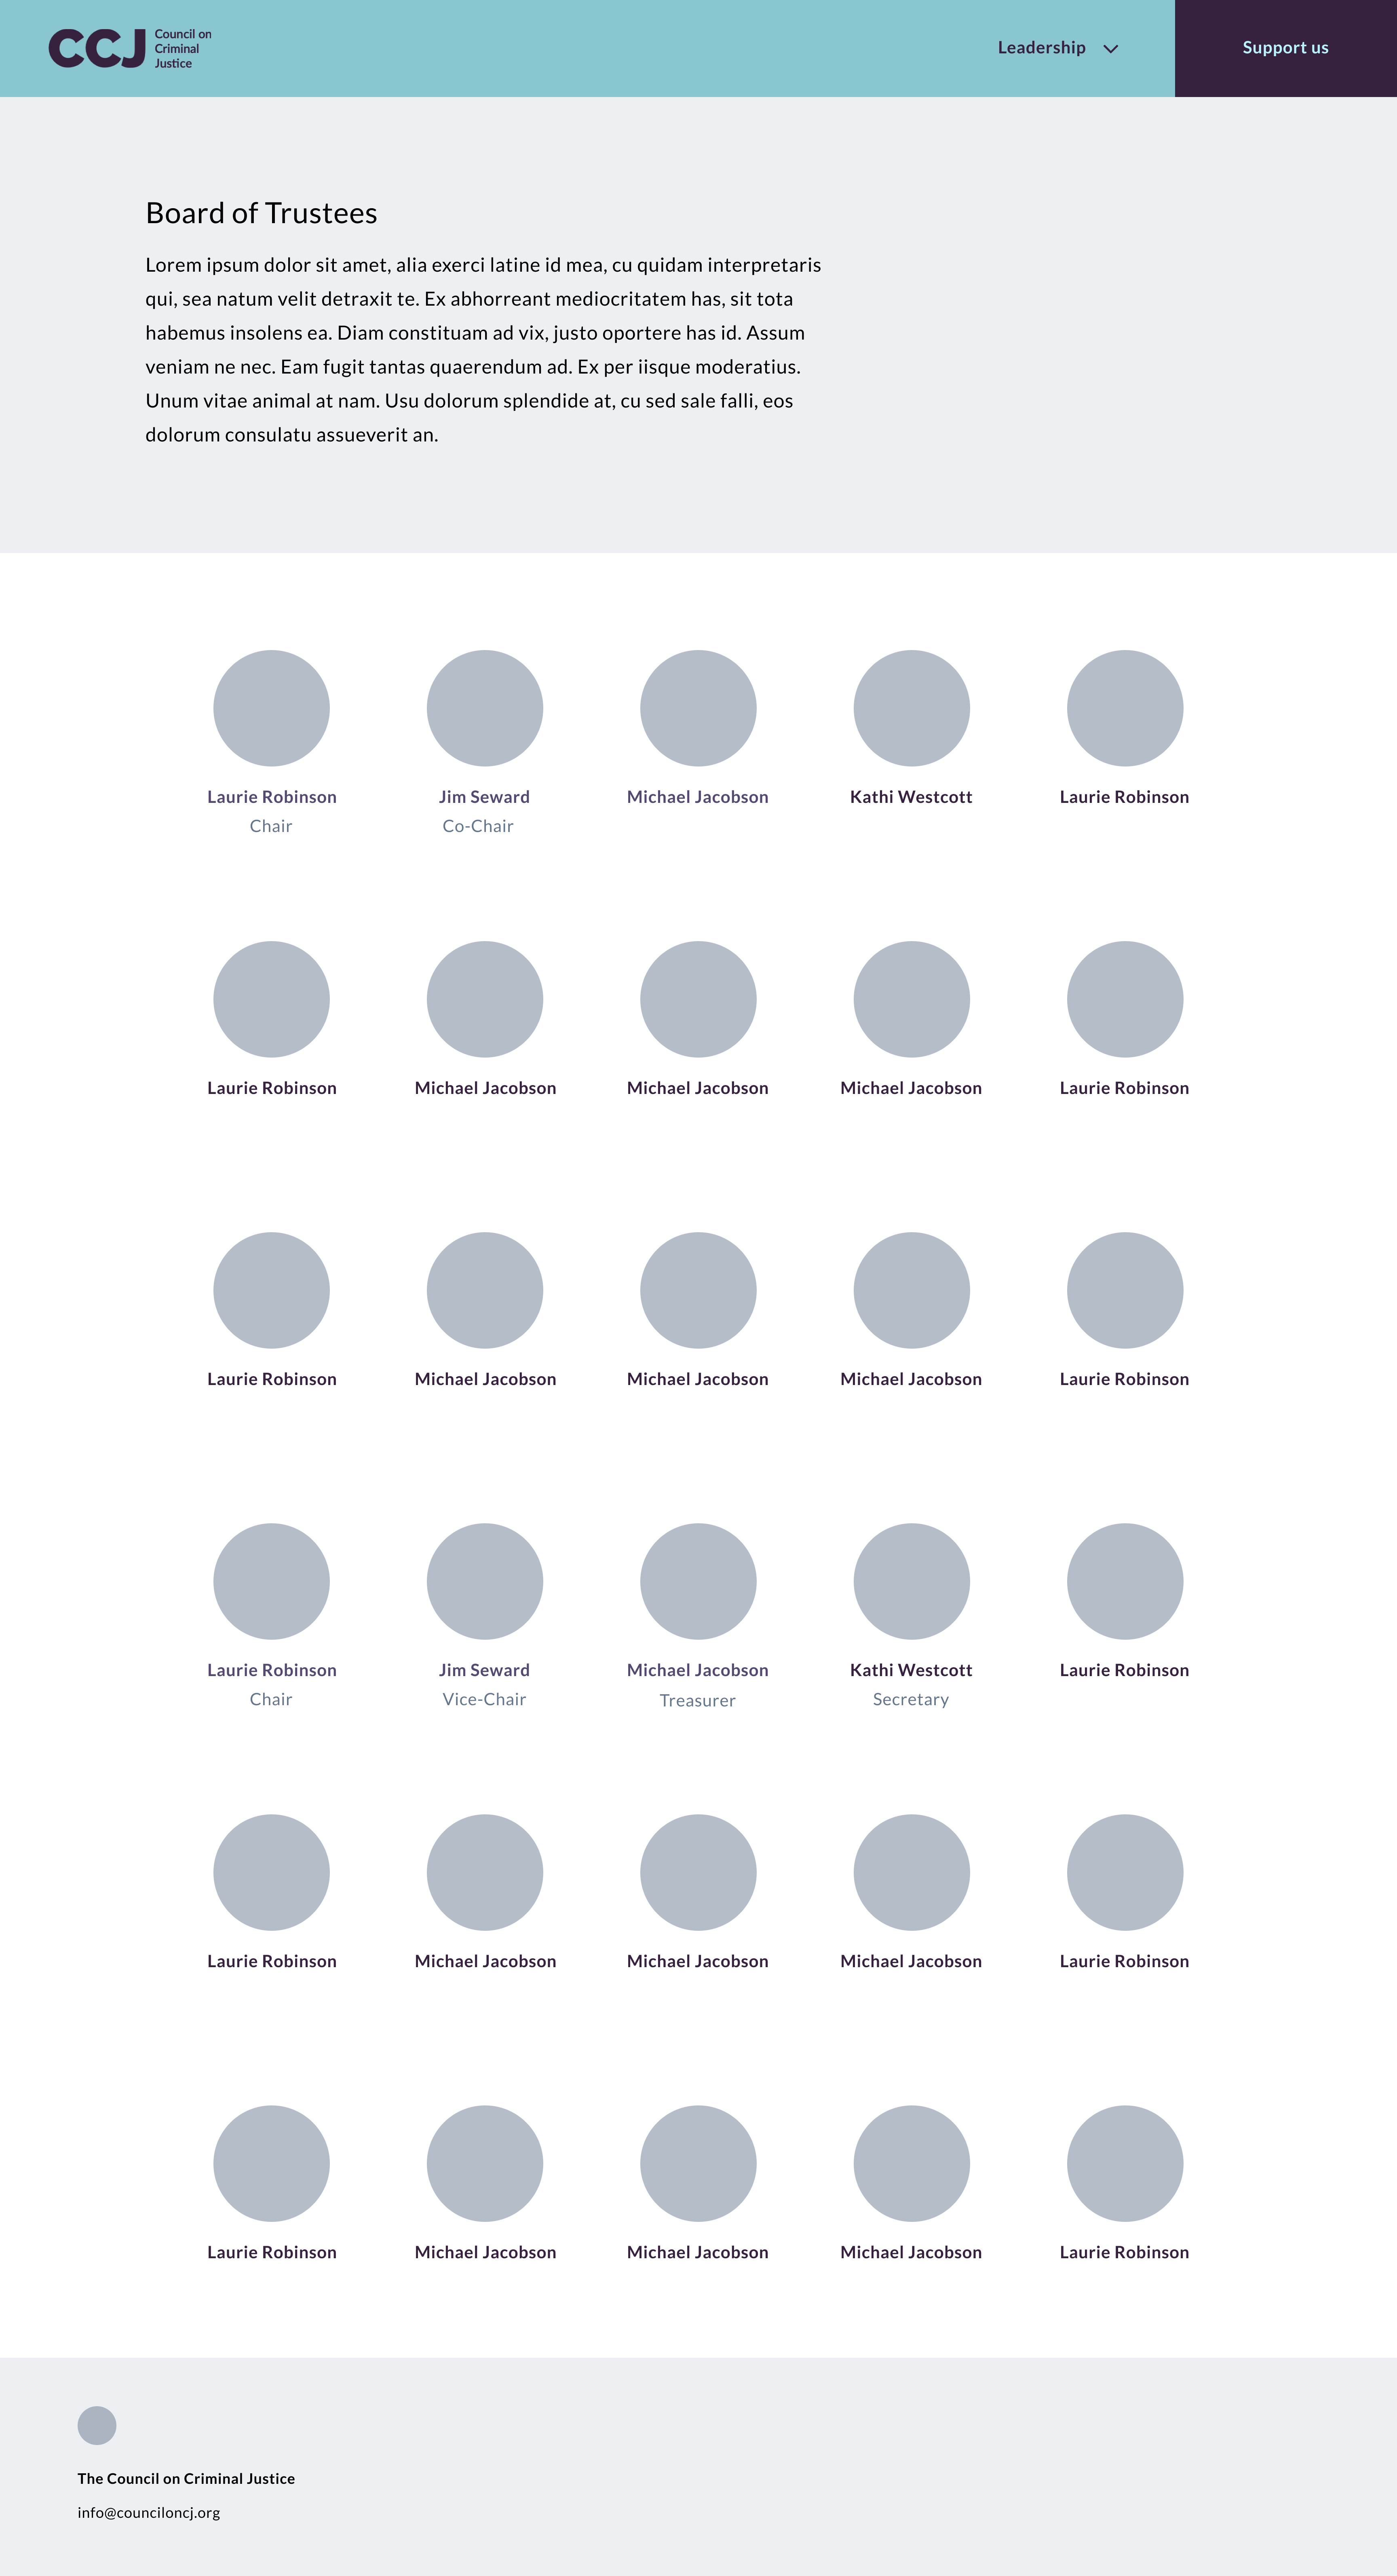 CCJ
Council on
Criminal
Justice
Leadership
Support us
Board of Trustees
Lorem ipsum dolor sit amet, alia exerci latine id mea, cu quidam interpretaris
qui, sea natum velit detraxit te. Ex abhorreant mediocritatem has, sit tota
habemus insolens ea. Diam constituam ad vix, justo oportere has id. Assum
veniam ne nec. Eam fugit tantas quaerendum ad. Ex per iisque moderatius.
Unum vitae animal at nam. Usu dolorum splendide at, cu sed sale falli, eos
dolorum consulatu assueverit an.
Laurie Robinson
Chair
Jim Seward
Co-Chair
Michael Jacobson
Kathi Westcott
Laurie Robinson
Laurie Robinson
Michael Jacobson
Michael Jacobson
Michael Jacobson
Laurie Robinson
Laurie Robinson
Michael Jacobson
Michael Jacobson
Michael Jacobson
Laurie Robinson
Laurie Robinson
Chair
Jim Seward
Vice-Chair
Michael Jacobson
Treasurer
Kathi Westcott
Secretary
Laurie Robinson
Laurie Robinson
Michael Jacobson
Michael Jacobson
Michael Jacobson
Laurie Robinson
Laurie Robinson
Michael Jacobson
Michael Jacobson
Michael Jacobson
Laurie Robinson
The Council on Criminal Justice
info@counciloncj.org